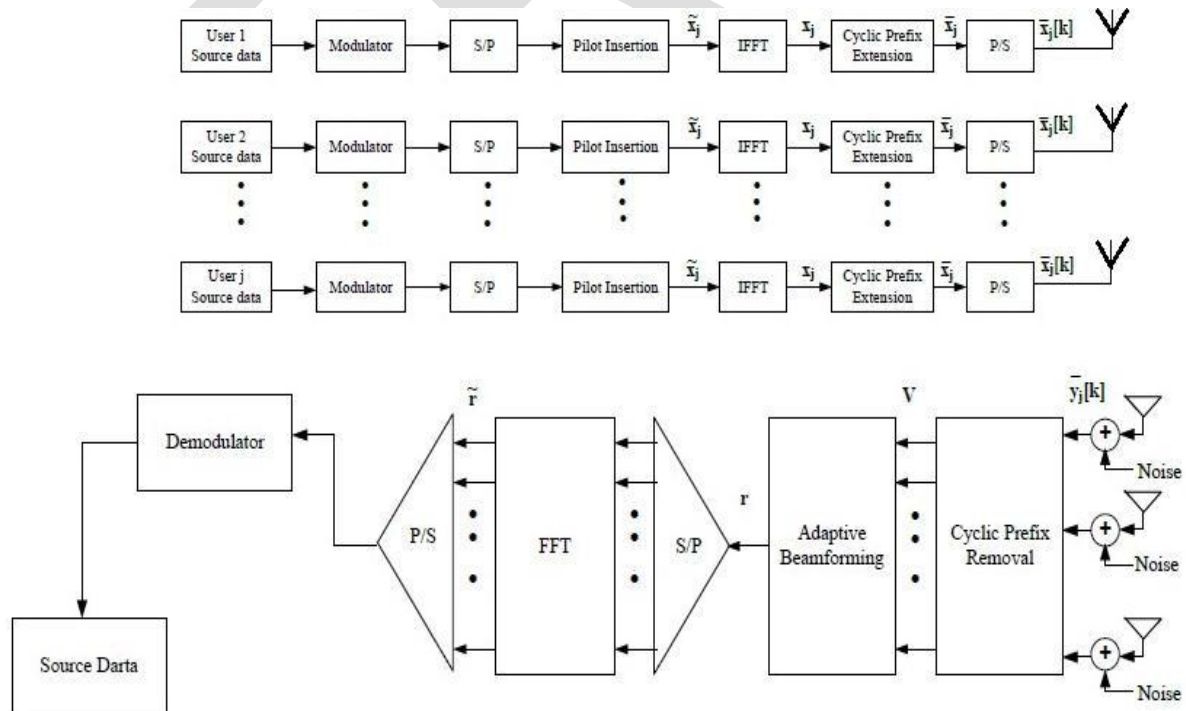 User 1
Source data
Modulator
S/P
Pilot Insertion
x̃j
IFFT
xj
Cyclic Prefix
Extension
x̄j
P/S
x̄j[k]
User 2
Source data
Modulator
S/P
Pilot Insertion
x̃j
IFFT
xj
Cyclic Prefix
Extension
x̄j
P/S
x̄j[k]
User j
Source data
Modulator
S/P
Pilot Insertion
x̃j
IFFT
xj
Cyclic Prefix
Extension
x̄j
P/S
x̄j[k]
Demodulator
r̃
P/S
FFT
S/P
r
Adaptive
Beamforming
V
Cyclic Prefix
Removal
ȳj[k]
+
Noise
+
Noise
+
Noise
Source Darta